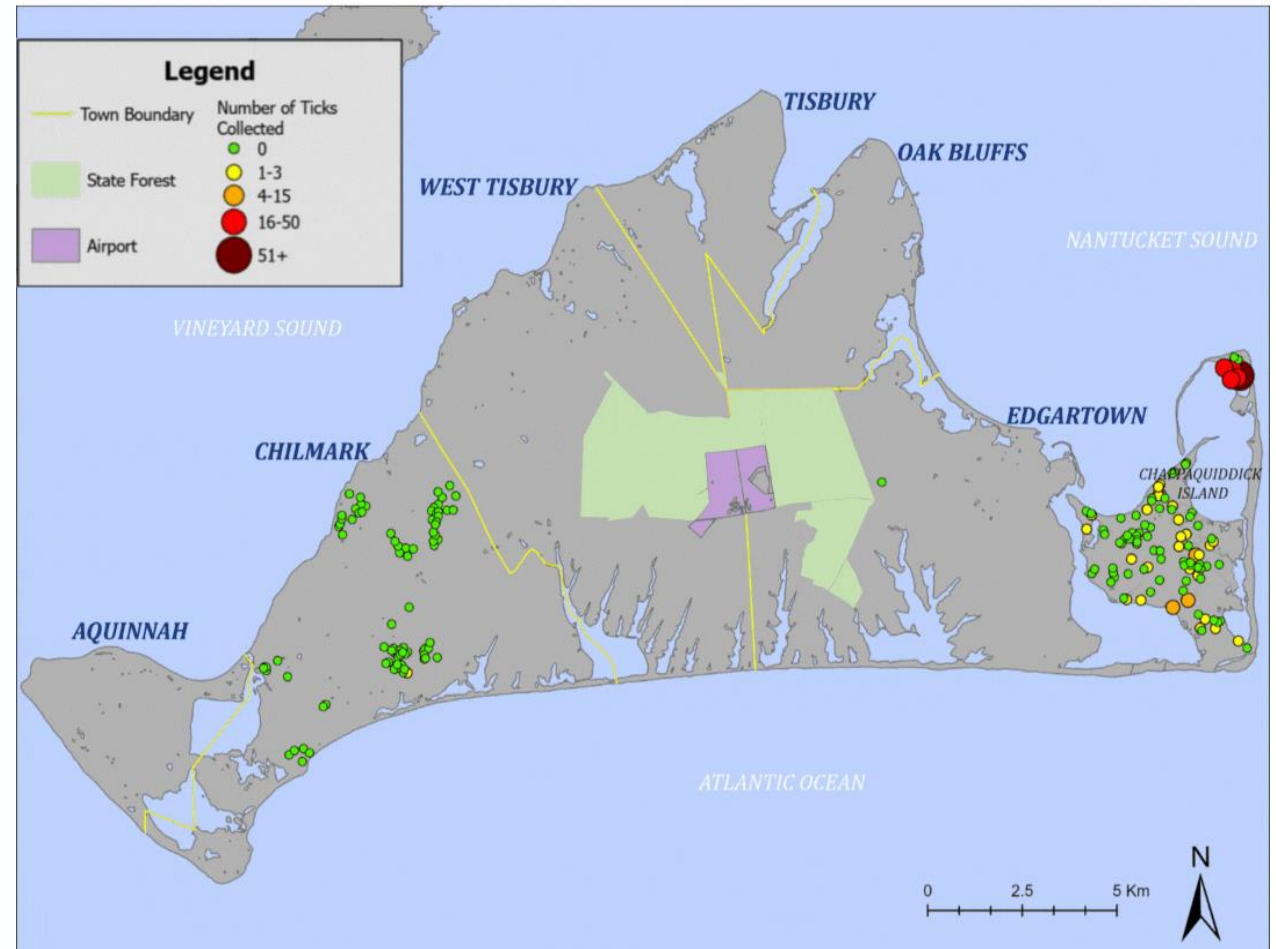 Legend
Town Boundary
State Forest
Airport
Number of Ticks
Collected
0
1-3
4-15
16-50
51+
TISBURY
OAK BLUFFS
WEST TISBURY
NANTUCKET SOUND
VINEYARD SOUND
EDGARTOWN
CHILMARK
CHAPPAQUIDDICK
ISLAND
AQUINNAH
ATLANTIC OCEAN
N
0 2.5 5 Km